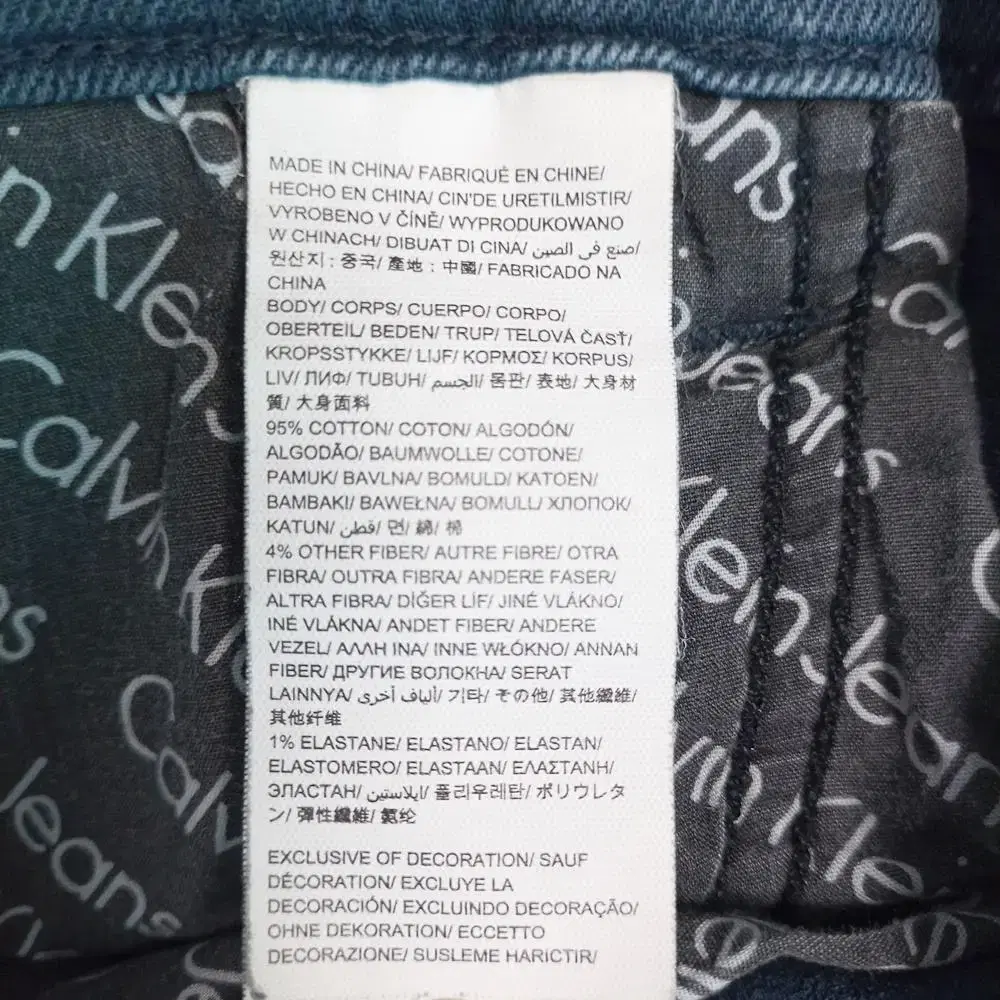 MADE IN CHINA/ FABRIQUÉ EN CHINE/
HECHO EN CHINA/ CIN'DE URETILMISTIR/
VYROBENO V ČÍNĚ/ WYPRODUKOWANO
W CHINACH/ DIBUAT DI CINA/ صنع في الصين/
원산지 : 중국/ 產地 : 中國/ FABRICADO NA
CHINA
BODY/ CORPS/ CUERPO/ CORPO/
OBERTEIL/ BEDEN/ TRUP/ TELOVÁ ČASŤ/
KROPSSTYKKE/ LIJF/ ΚΟΡΜΟΣ/ KORPUS/
LIV/ ЛИФ/ TUBUH/ الجسم/ 몸판/ 表地/ 大身材
質/ 大身面料
95% COTTON/ COTON/ ALGODÓN/
ALGODÃO/ BAUMWOLLE/ COTONE/
PAMUK/ BAVLNA/ BOMULD/ KATOEN/
BAMBAKI/ BAWEŁNA/ BOMULL/ ХЛОПОК/
KATUN/ قطن/ 면/ 綿/ 棉
4% OTHER FIBER/ AUTRE FIBRE/ OTRA
FIBRA/ OUTRA FIBRA/ ANDERE FASER/
ALTRA FIBRA/ DİĞER LİF/ JINÉ VLÁKNO/
INÉ VLÁKNA/ ANDET FIBER/ ANDERE
VEZEL/ ΑΛΛΗ ΙΝΑ/ INNE WŁÓKNO/ ANNAN
FIBER/ ДРУГИЕ ВОЛОКНА/ SERAT
LAINNYA/ ألياف أخرى/ 기타/ その他/ 其他纖維/
其他纤维
1% ELASTANE/ ELASTANO/ ELASTAN/
ELASTOMERO/ ELASTAAN/ ΕΛΑΣΤΑΝΗ/
ЭЛАСТАН/ ايلاستين/ 폴리우레탄/ ポリウレタ
ン/ 彈性纖維/ 氨纶
EXCLUSIVE OF DECORATION/ SAUF
DÉCORATION/ EXCLUYE LA
DECORACIÓN/ EXCLUINDO DECORAÇÃO/
OHNE DEKORATION/ ECCETTO
DECORAZIONE/ SUSLEME HARICTIR/
Calvin Klein Jeans